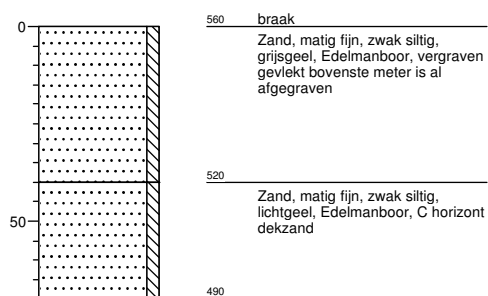 0
560 braak
Zand, matig fijn, zwak siltig,
grijsgeel, Edelmanboor, vergraven
gevlekt bovenste meter is al
afgegraven
520
Zand, matig fijn, zwak siltig,
lichtgeel, Edelmanboor, C horizont
dekzand
50
490